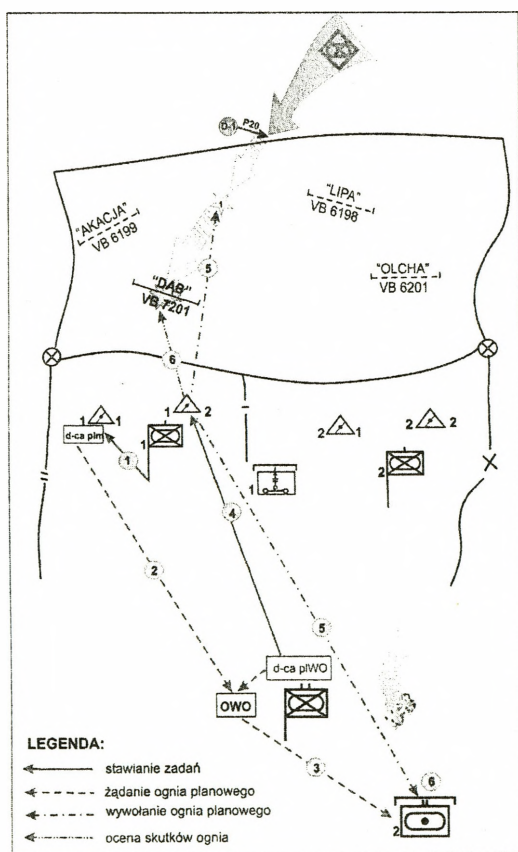 D-1 P20
"AKACJA"
VB 6199
"LIPA"
VB 6198
"DĄB"
VB 7201
"OLCHA"
VB 6201
5
6
1 1
1 2
2 1
2 2
d-ca plm
1
1
1
2
2
4
5
d-ca plWO
OWO
3
6
2
LEGENDA:
stawianie zadań
żądanie ognia planowego
wywołanie ognia planowego
ocena skutków ognia